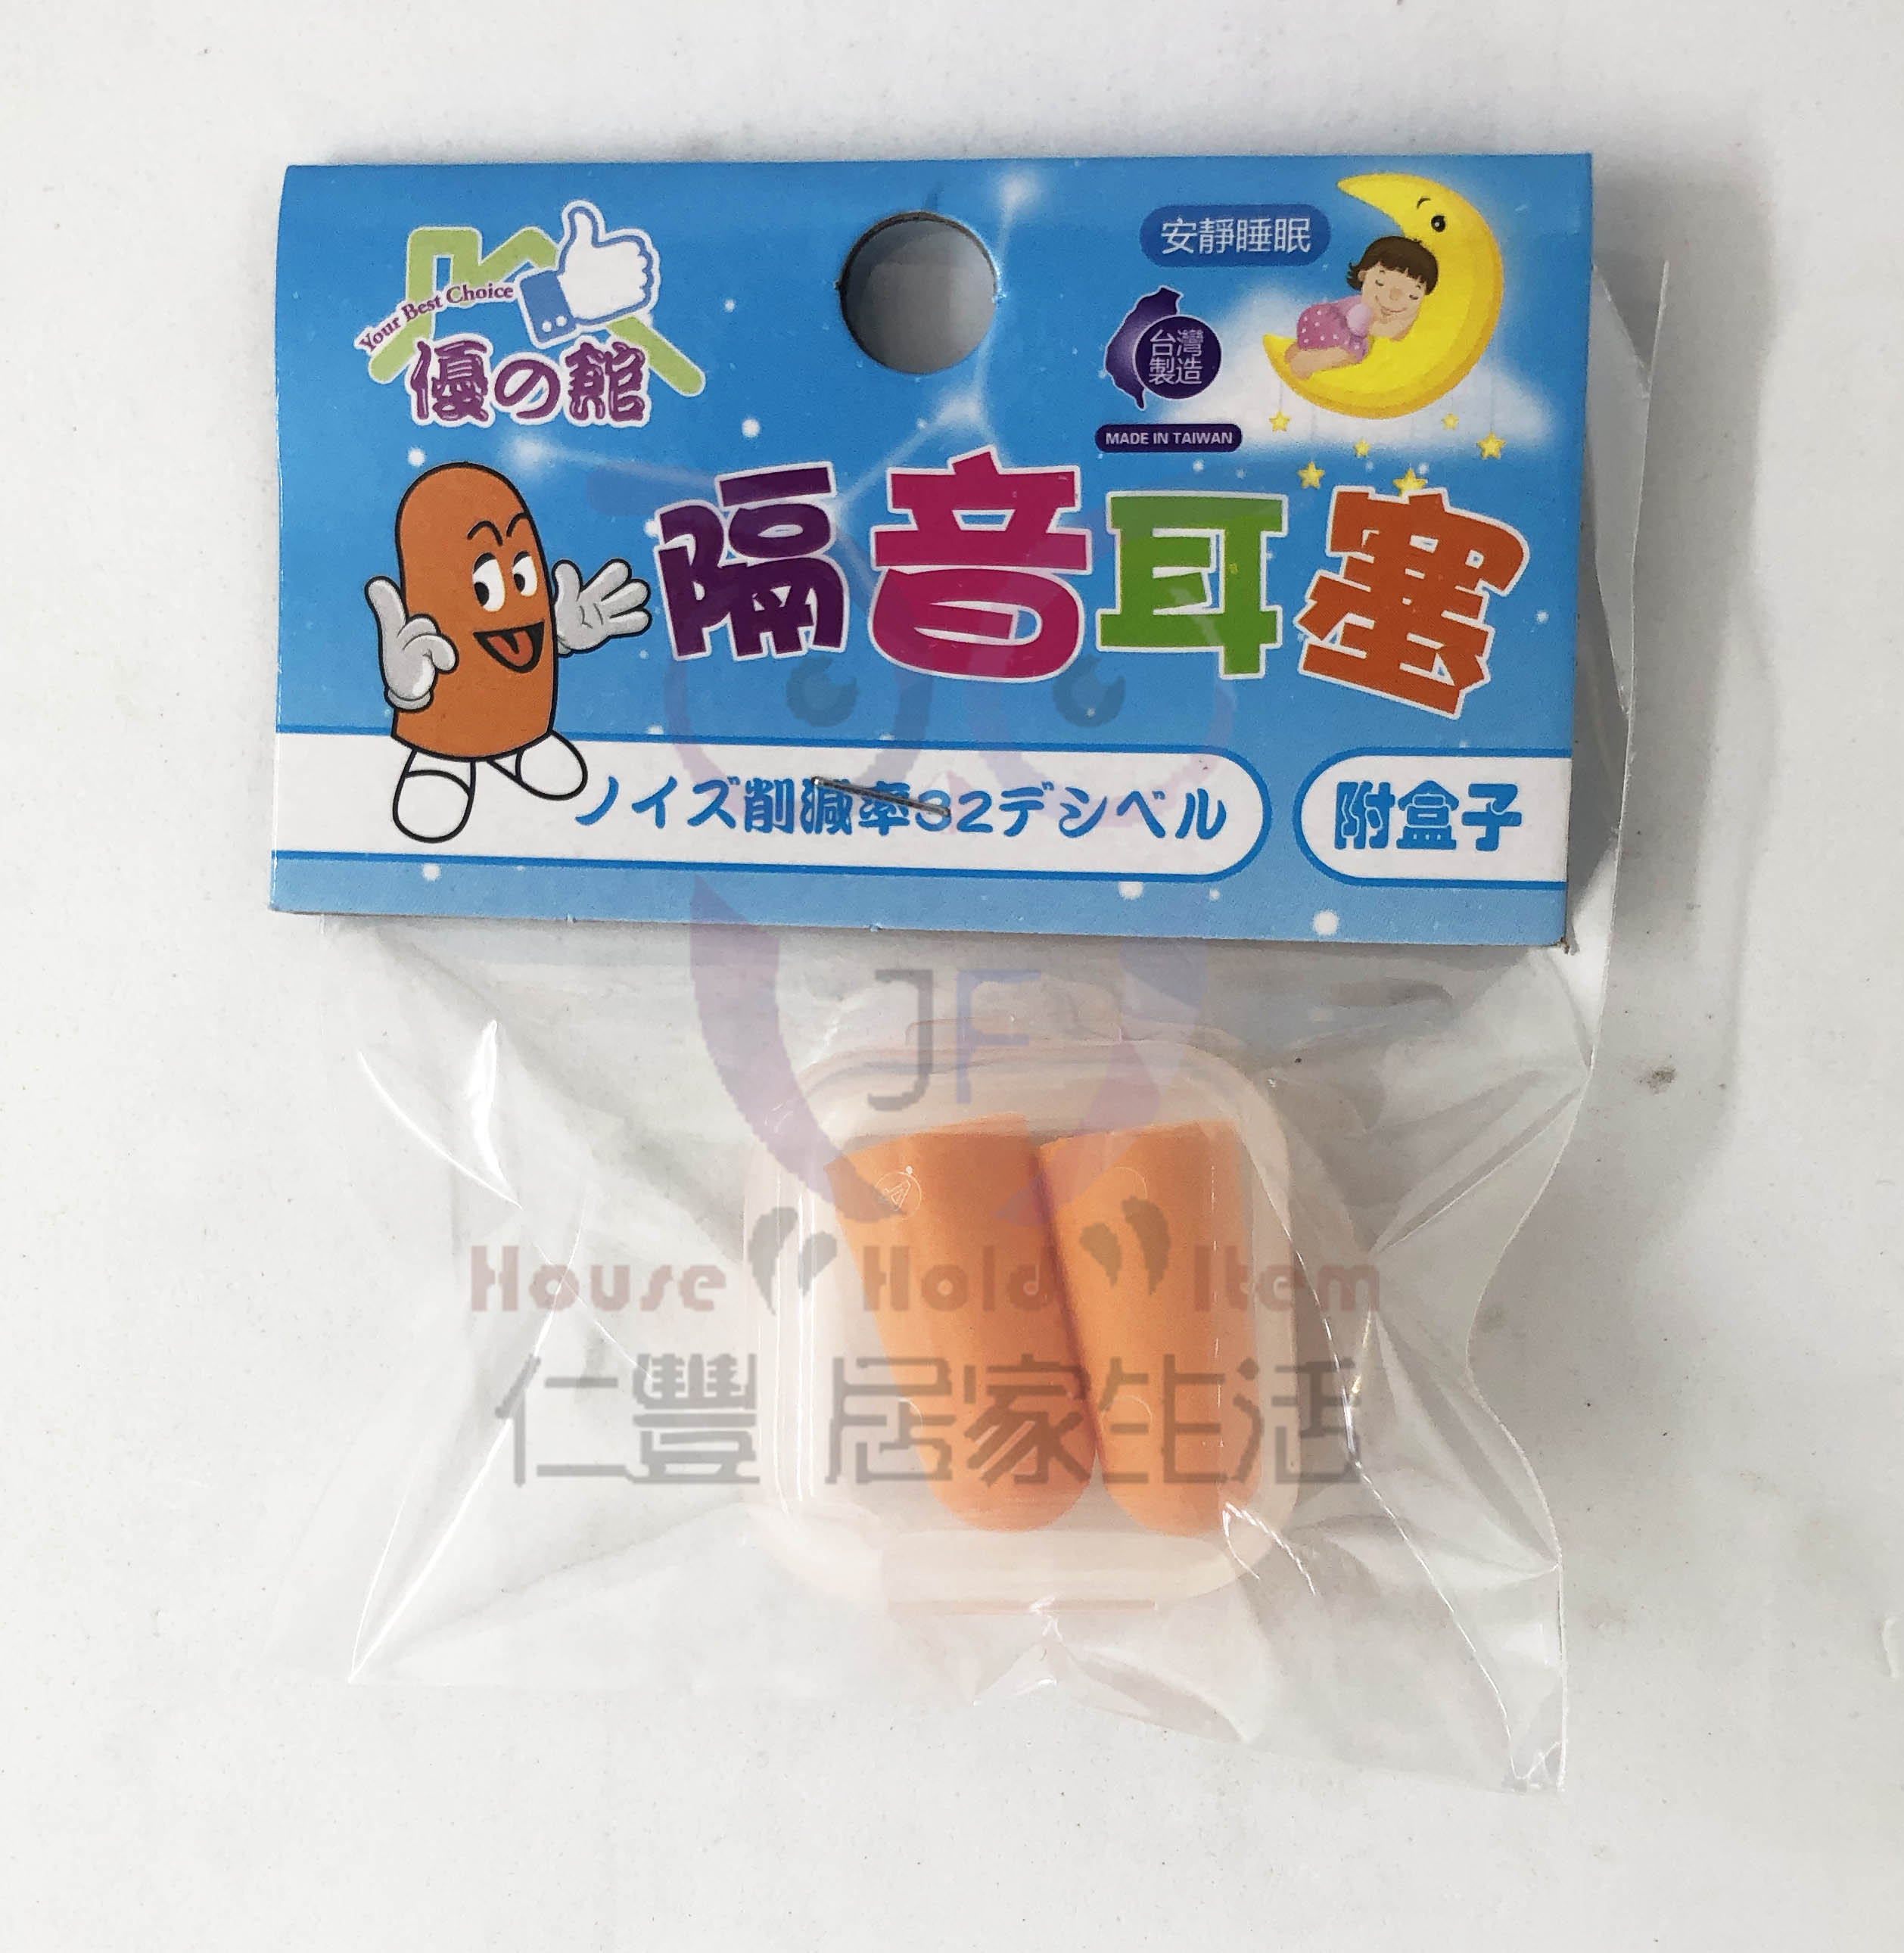 Your Best Choice
優の館
安靜睡眠
台灣
製造
MADE IN TAIWAN
隔音耳塞
ノイズ削減率32デシベル
附盒子
JF
House Hold Item
仁豐 居家生活